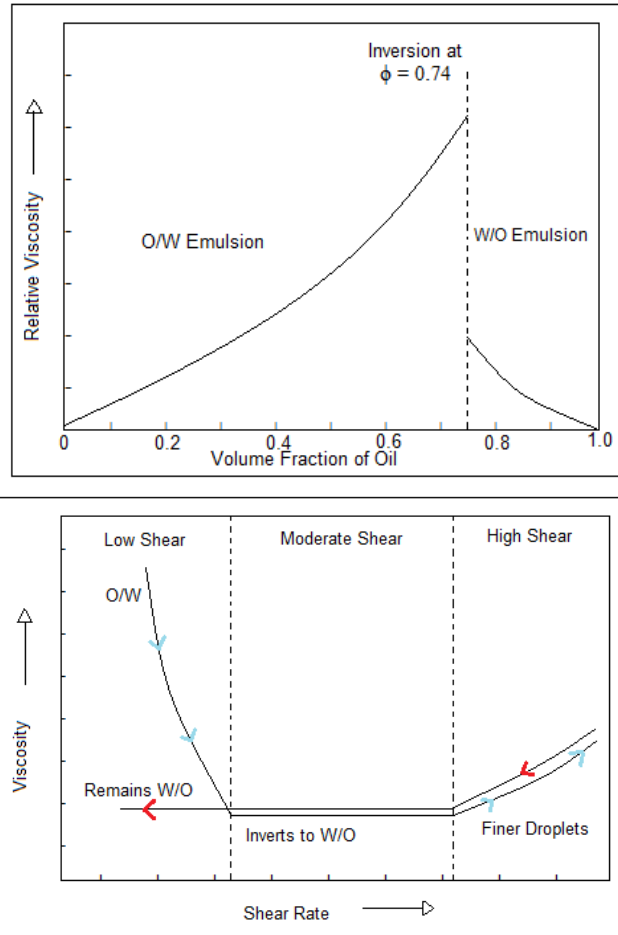 Inversion at
ϕ = 0.74
Relative Viscosity
O/W Emulsion
W/O Emulsion
0
0.2
0.4
0.6
0.8
1.0
Volume Fraction of Oil
Low Shear
Moderate Shear
High Shear
O/W
Viscosity
Remains W/O
Inverts to W/O
Finer Droplets
Shear Rate